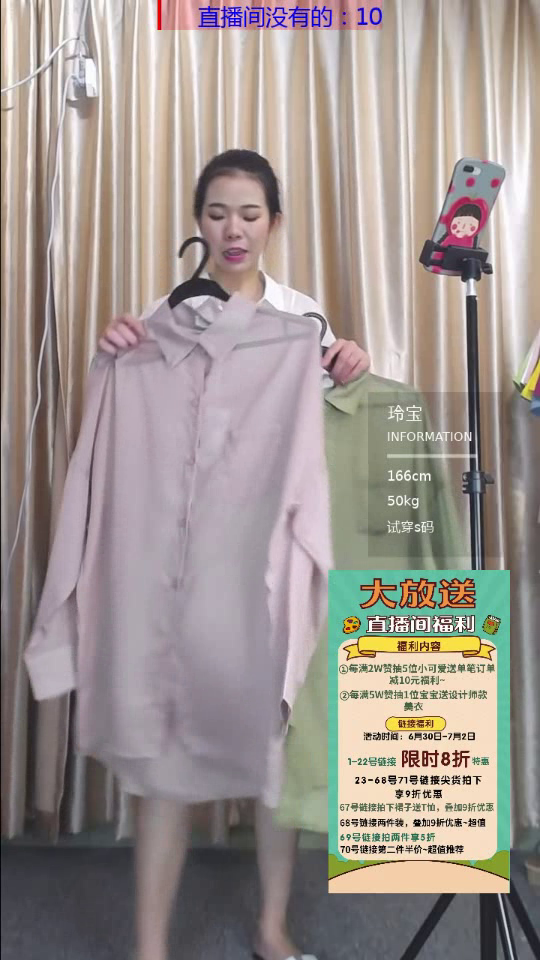 直播间没有的：10
玲宝
INFORMATION
166cm
50kg
试穿s码
大放送
直播间福利
福利内容
①每满2W赞抽5位小可爱送单笔订单
减10元福利~
②每满5W赞抽1位宝宝送设计师款
美衣
链接福利
活动时间：6月30日-7月2日
1-22号链接 限时8折特惠
23-68号71号链接尖货拍下
享9折优惠
67号链接拍下裙子送T恤，叠加9折优惠
68号链接两件装，叠加9折优惠~超值
69号链接拍两件享5折
70号链接第二件半价~超值推荐